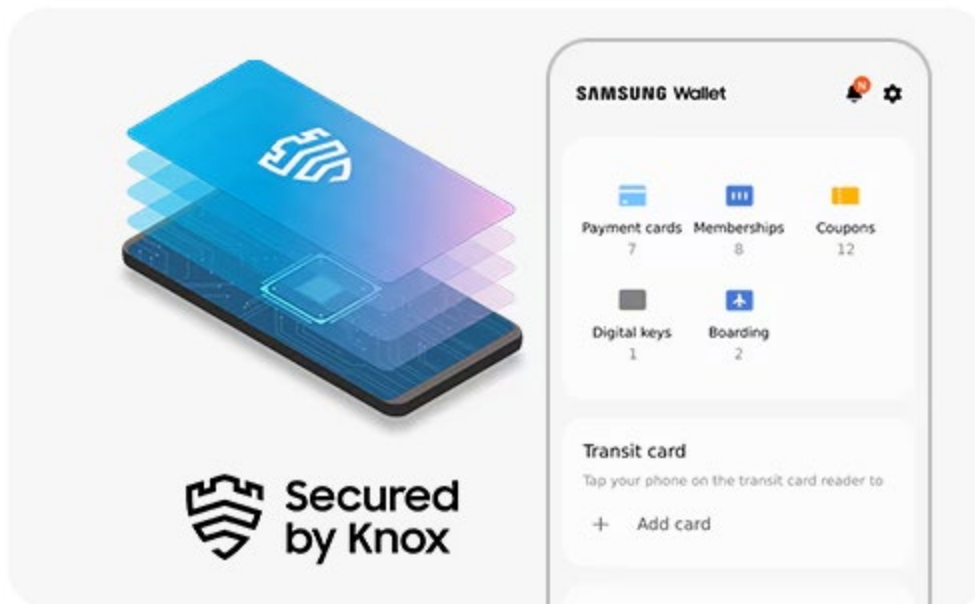 SAMSUNG Wallet
N
Payment cards
7
Memberships
8
Coupons
12
Digital keys
1
Boarding
2
Transit card
Tap your phone on the transit card reader to
+ Add card
Secured
by Knox